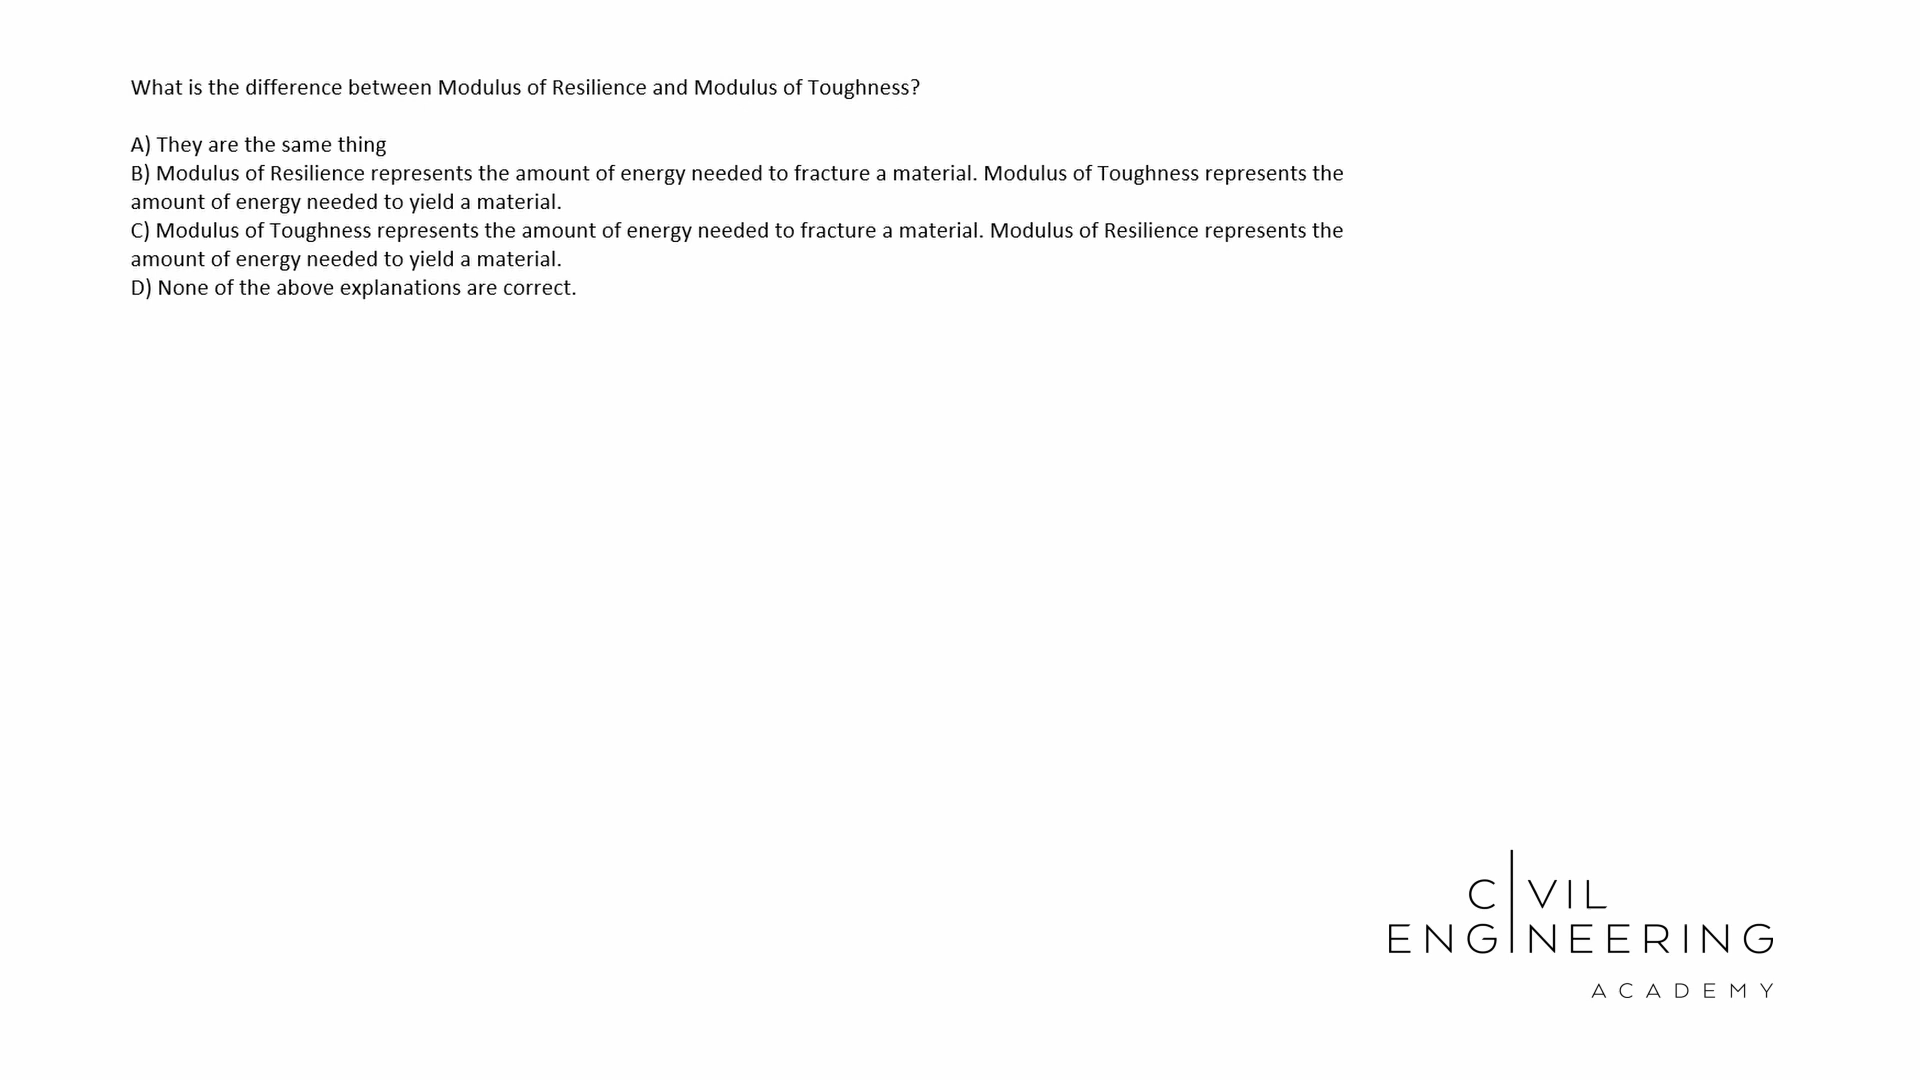 What is the difference between Modulus of Resilience and Modulus of Toughness?
A) They are the same thing
B) Modulus of Resilience represents the amount of energy needed to fracture a material. Modulus of Toughness represents the
amount of energy needed to yield a material.
C) Modulus of Toughness represents the amount of energy needed to fracture a material. Modulus of Resilience represents the
amount of energy needed to yield a material.
D) None of the above explanations are correct.
CIVIL
ENGINEERING
ACADEMY